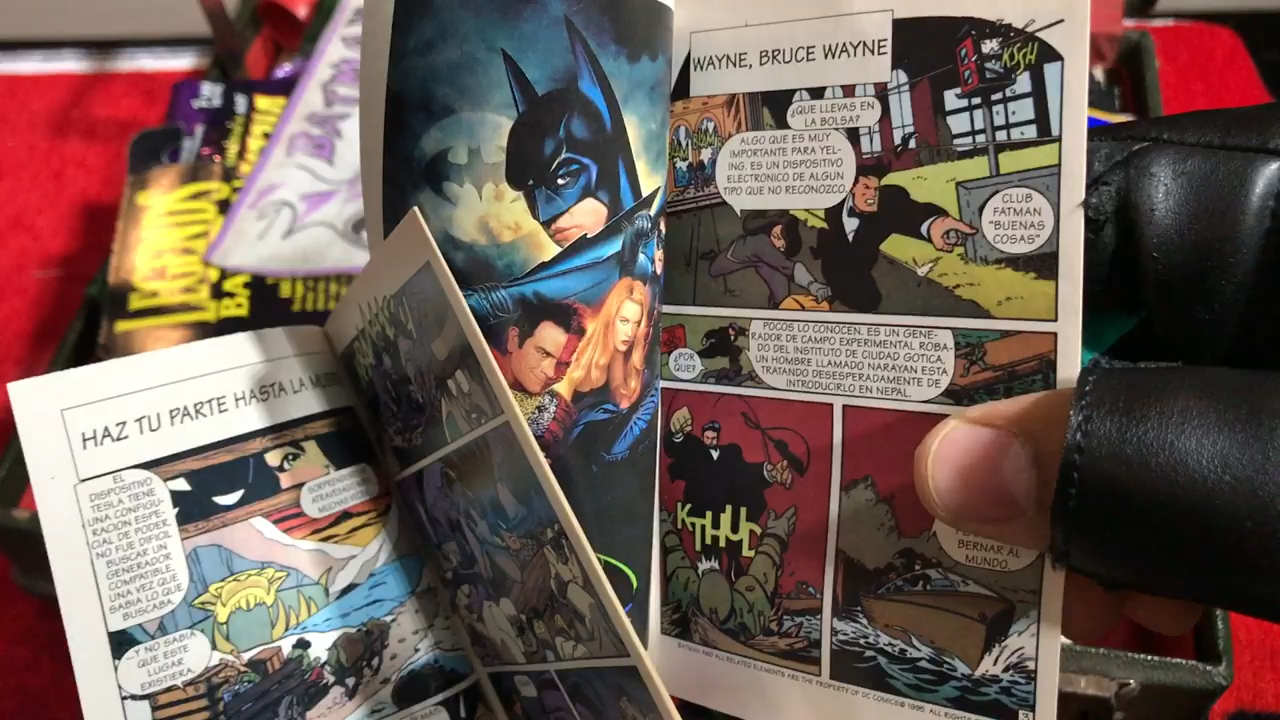 BATMAN
LEGENDS
BA
WAYNE, BRUCE WAYNE
KSSH
¿QUE LLEVAS EN
LA BOLSA?
ALGO QUE ES MUY
IMPORTANTE PARA YEL-
ING. ES UN DISPOSITIVO
ELECTRONICO DE ALGUN
TIPO QUE NO RECONOZCO.
CLUB
FATMAN
"BUENAS
COSAS"
¿POR
QUE?
POCOS LO CONOCEN. ES UN GENE-
RADOR DE CAMPO EXPERIMENTAL ROBA-
DO DEL INSTITUTO DE CIUDAD GOTICA.
UN HOMBRE LLAMADO NARAYAN ESTA
TRATANDO DESESPERADAMENTE DE
INTRODUCIRLO EN NEPAL.
KTHUD
BERNAR AL
MUNDO.
BATMAN AND ALL RELATED ELEMENTS ARE THE PROPERTY OF DC COMICS© 1995. ALL RIGHTS
3
HAZ TU PARTE HASTA LA MUERTE
EL
DISPOSITIVO
TESLA TIENE
UNA CONFIGU-
RACION ESPE-
CIAL DE PODER.
NO FUE DIFICIL
BUSCAR UN
GENERADOR
COMPATIBLE,
UNA VEZ QUE
SABIA LO QUE
BUSCABA.
...Y NO SABIA
QUE ESTE
LUGAR
EXISTIERA.